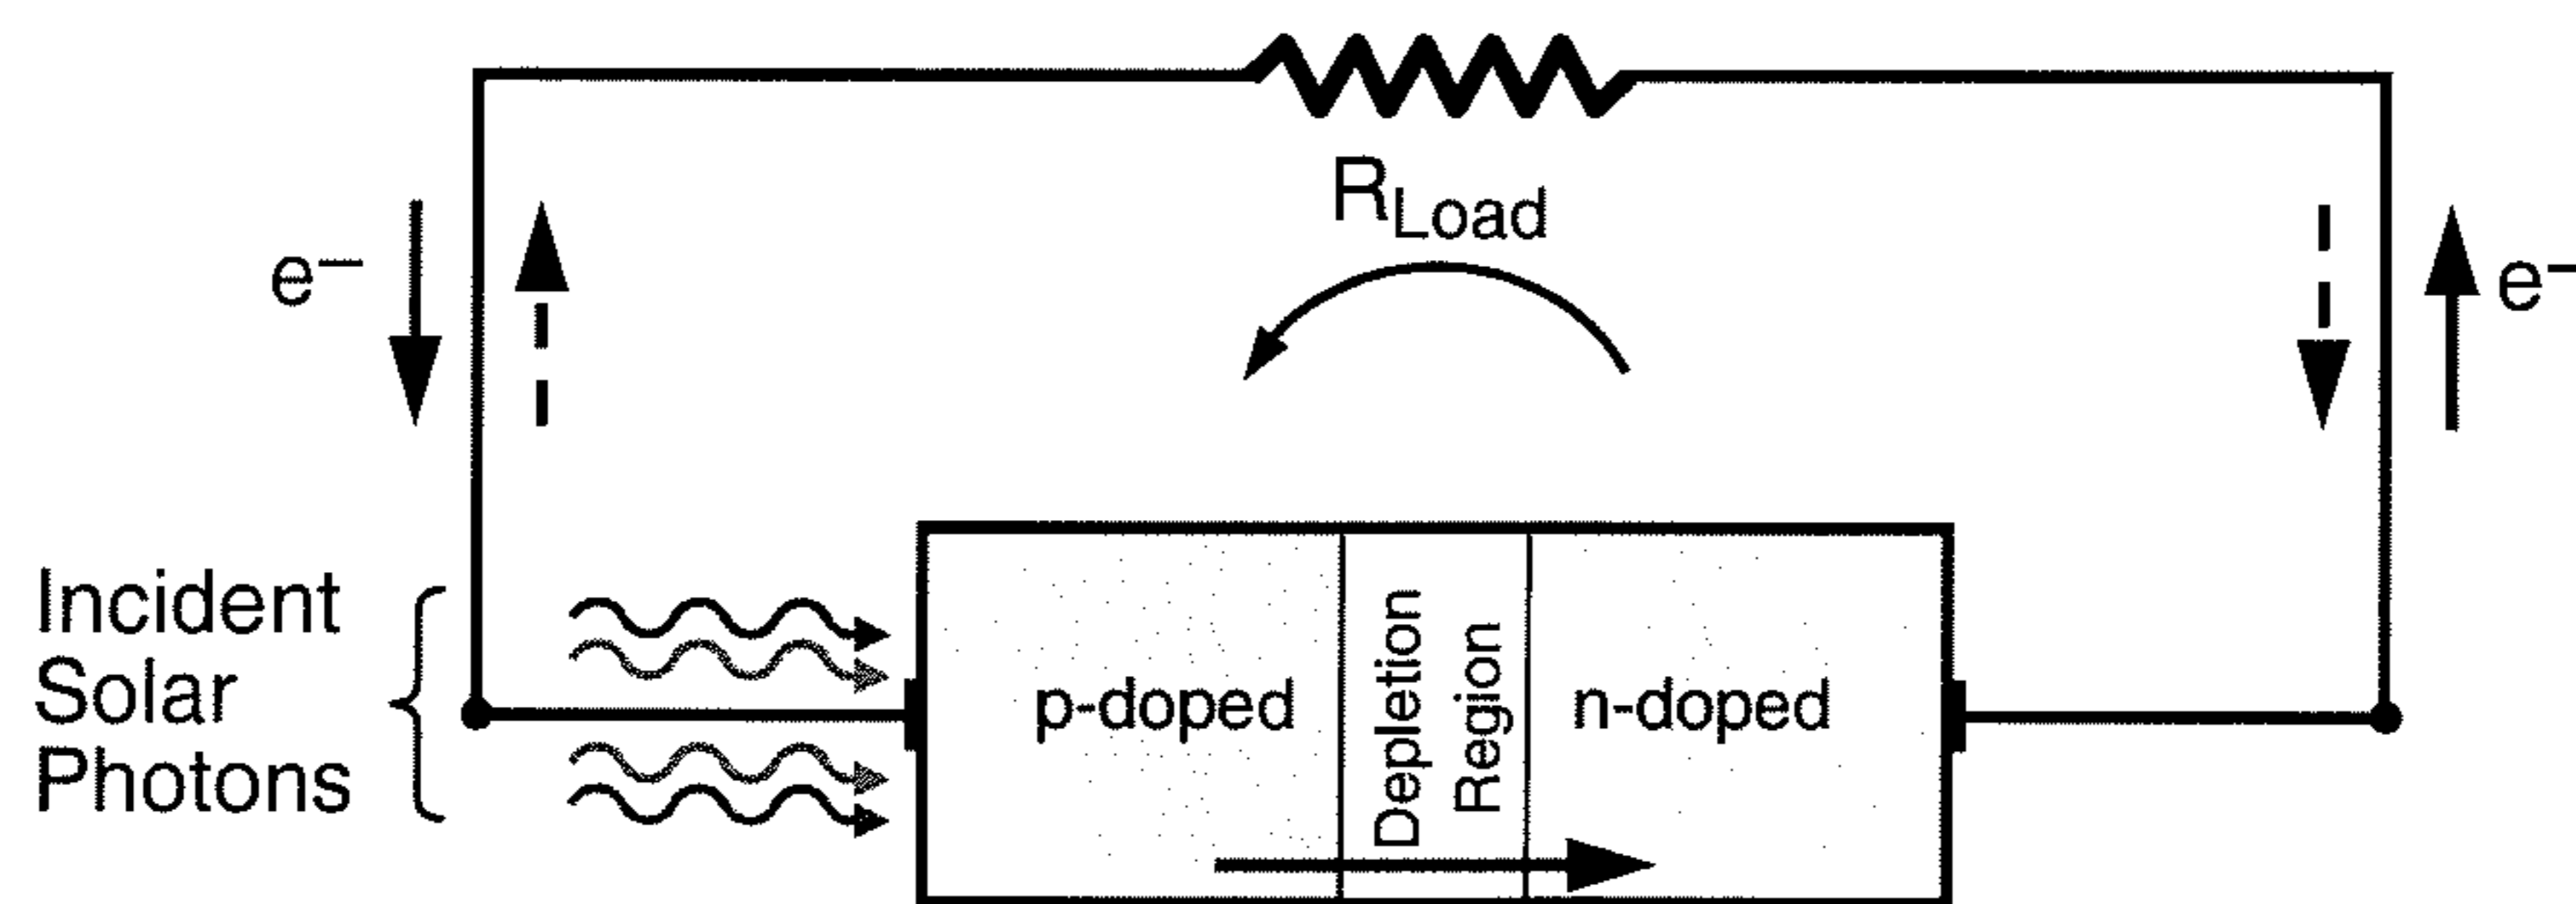 R_Load
e–
e–
Incident
Solar
Photons
p-doped
Depletion
Region
n-doped